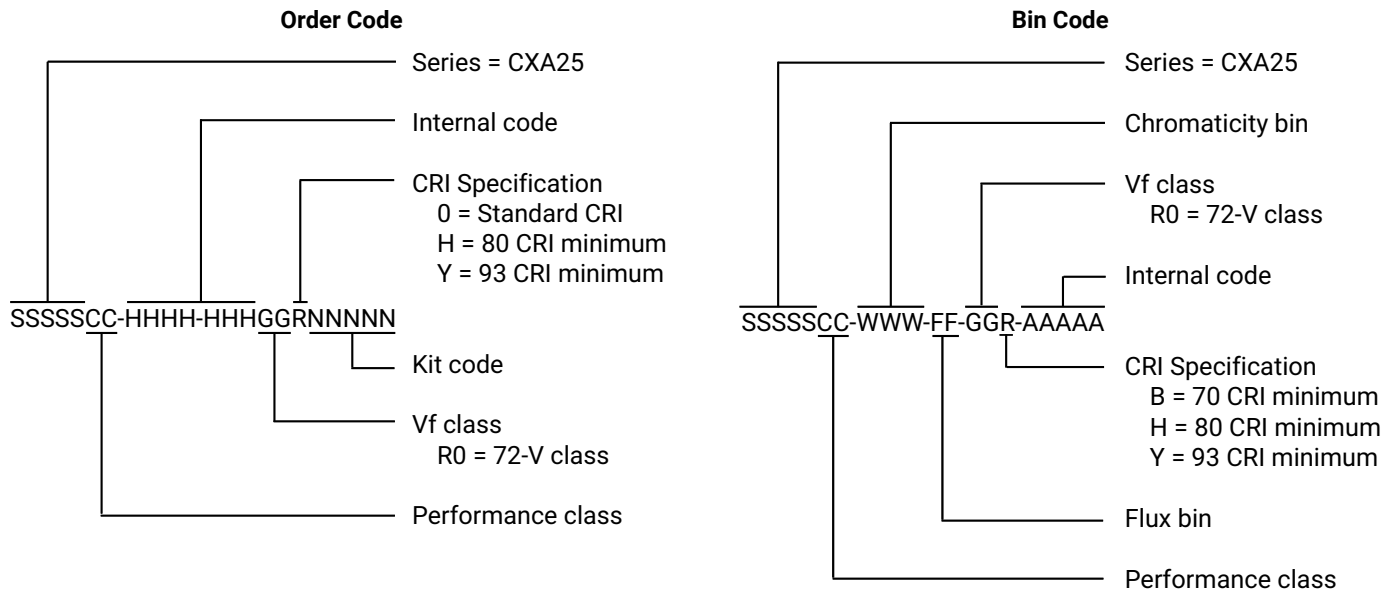 Order Code
Series = CXA25
Internal code
CRI Specification
0 = Standard CRI
H = 80 CRI minimum
Y = 93 CRI minimum
SSSSSCC-HHHH-HHHGGRNNNNN
Kit code
Vf class
R0 = 72-V class
Performance class
Bin Code
Series = CXA25
Chromaticity bin
Vf class
R0 = 72-V class
Internal code
SSSSSCC-WWW-FF-GGR-AAAAA
CRI Specification
B = 70 CRI minimum
H = 80 CRI minimum
Y = 93 CRI minimum
Flux bin
Performance class